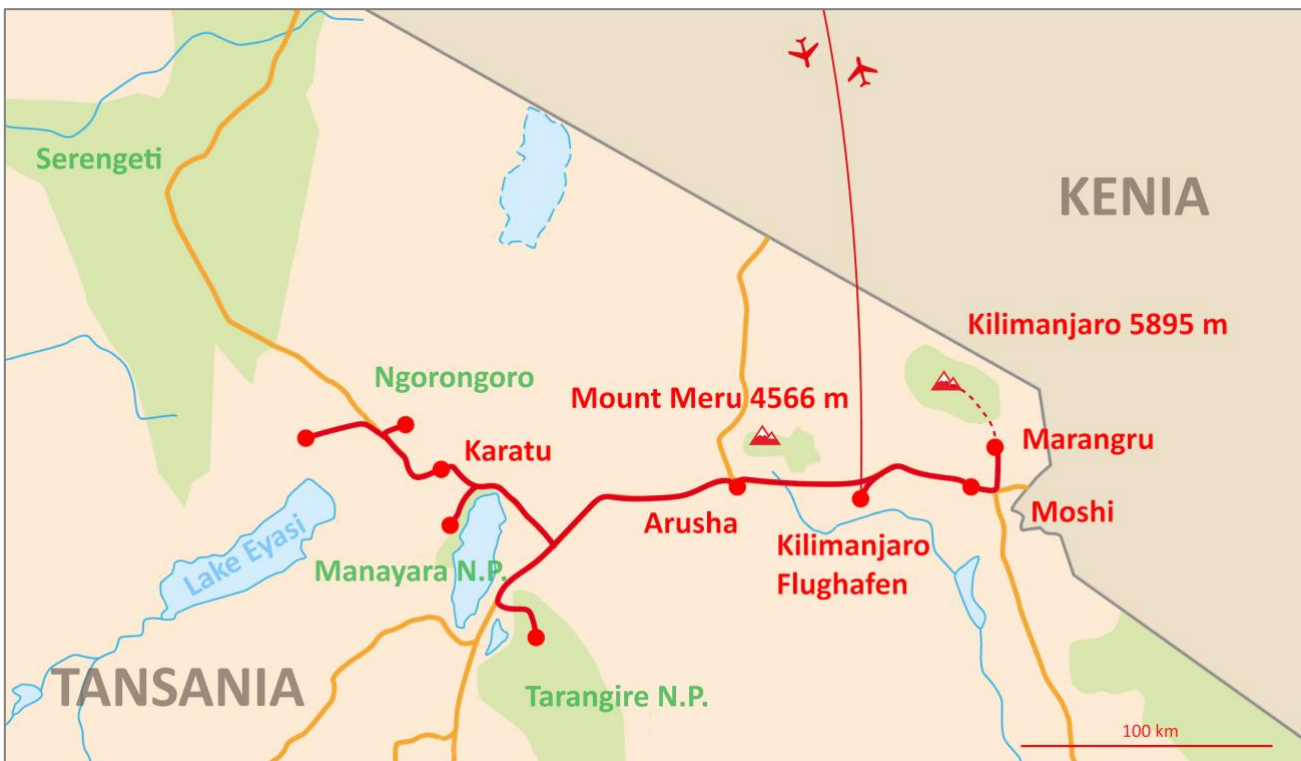 Serengeti
KENIA
Kilimanjaro 5895 m
Ngorongoro
Mount Meru 4566 m
Karatu
Marangru
Arusha
Moshi
Lake Eyasi
Manayara N.P.
Kilimanjaro
Flughafen
TANSANIA
Tarangire N.P.
100 km